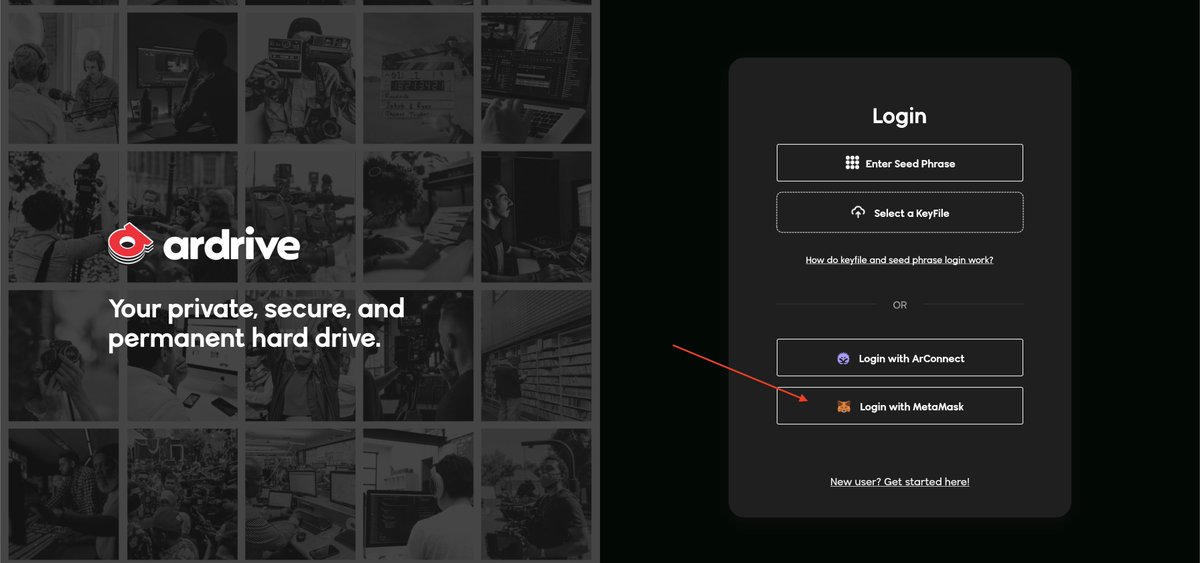 ardrive
Your private, secure, and
permanent hard drive.
Login
Enter Seed Phrase
Select a KeyFile
How do keyfile and seed phrase login work?
OR
Login with ArConnect
Login with MetaMask
New user? Get started here!